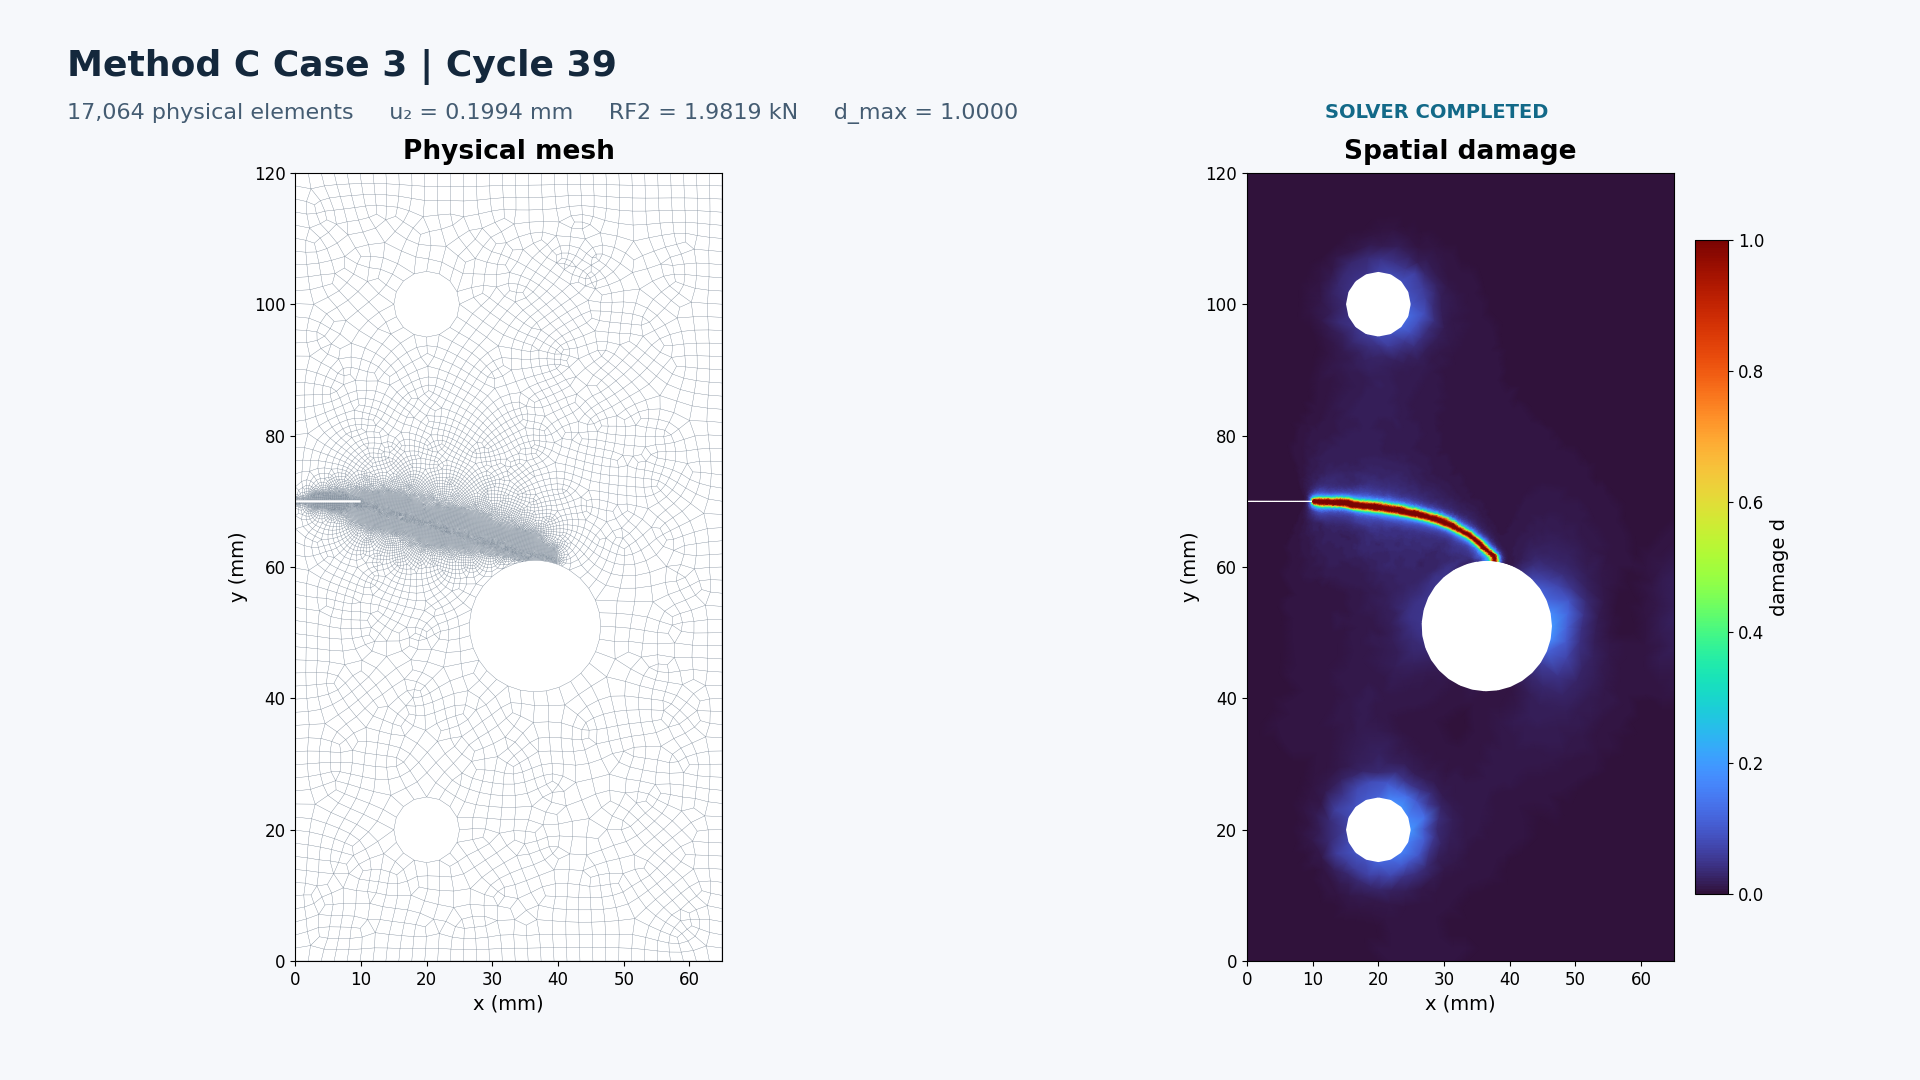 Method C Case 3 | Cycle 39
17,064 physical elements u₂ = 0.1994 mm RF2 = 1.9819 kN d_max = 1.0000
SOLVER COMPLETED
Physical mesh
120
100
80
60
40
20
0
y (mm)
0 10 20 30 40 50 60
x (mm)
Spatial damage
120
100
80
60
40
20
0
y (mm)
0 10 20 30 40 50 60
x (mm)
1.0
0.8
0.6
0.4
0.2
0.0
damage d